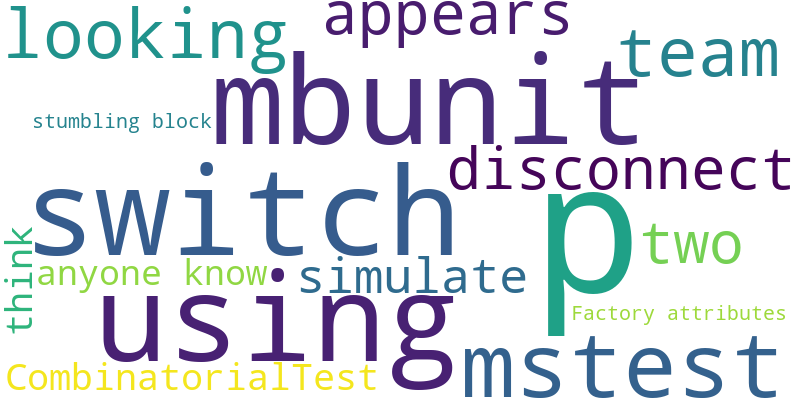 appears
looking
team
mbunit
stumbling block
disconnect
switch
p
two
think
anyone know
simulate
using
Factory attributes
mstest
CombinatorialTest